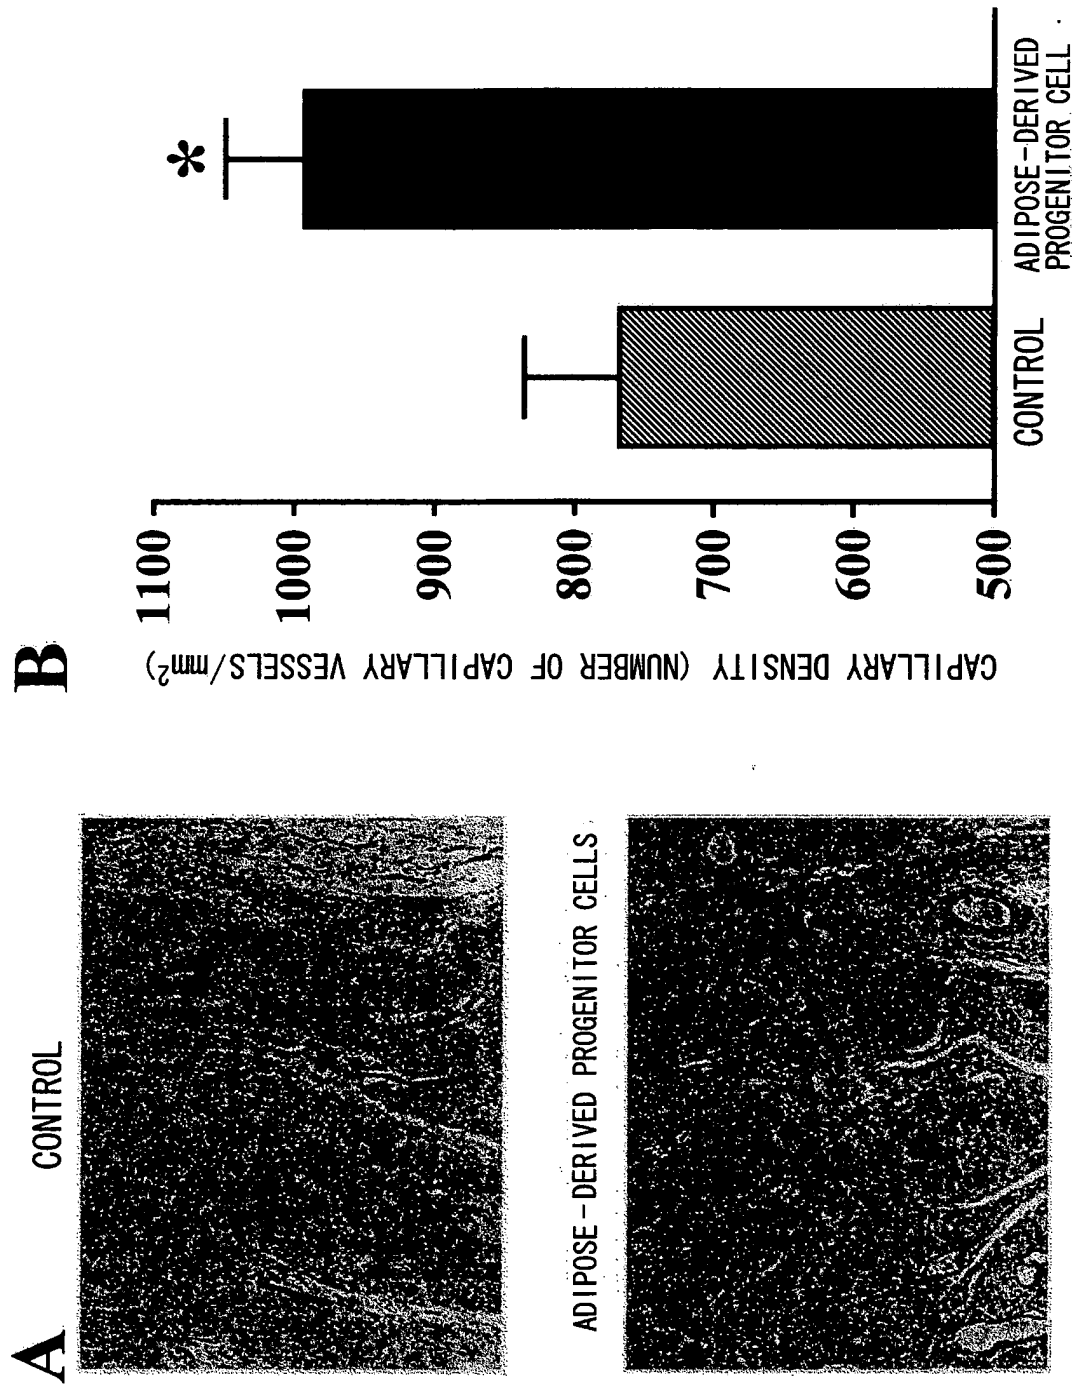 A
CONTROL
ADIPOSE-DERIVED PROGENITOR CELLS
B
CAPILLARY DENSITY (NUMBER OF CAPILLARY VESSELS/mm²)
1100
1000
900
800
700
600
500
*
CONTROL
ADIPOSE-DERIVED
PROGENITOR CELL